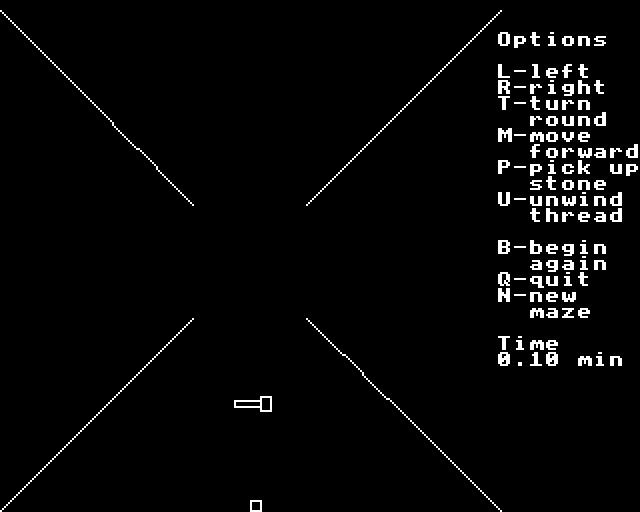 Options
L-left
R-right
T-turn
round
M-move
forward
P-pick up
stone
U-unwind
thread
B-begin
again
Q-quit
N-new
maze
Time
0.10 min